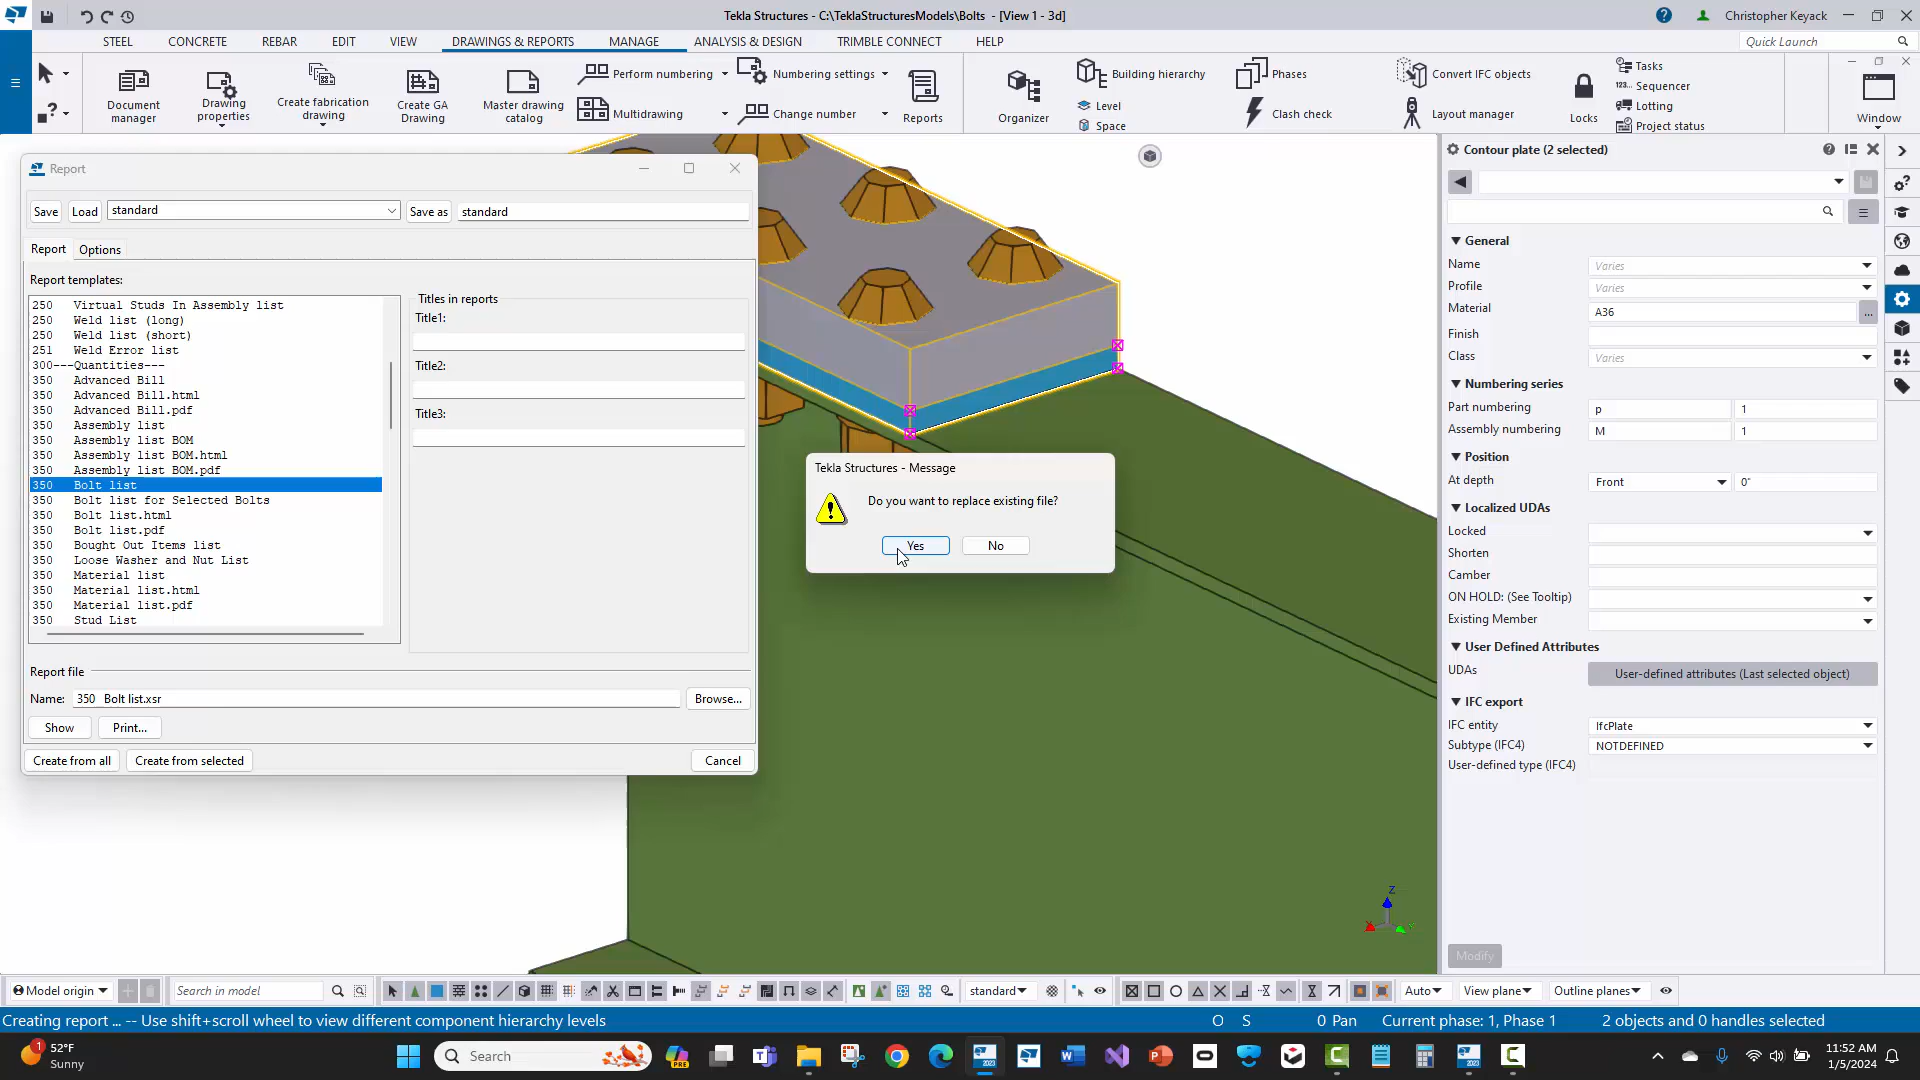 Tekla Structures - C:\TeklaStructuresModels\Bolts - [View 1 - 3d]
Christopher Keyack
STEEL CONCRETE REBAR EDIT VIEW DRAWINGS & REPORTS MANAGE ANALYSIS & DESIGN TRIMBLE CONNECT HELP
Quick Launch
Document manager
Drawing properties
Create fabrication drawing
Create GA Drawing
Master drawing catalog
Perform numbering
Multidrawing
Numbering settings
Change number
Reports
Organizer
Building hierarchy
Level
Space
Phases
Clash check
Convert IFC objects
Layout manager
Locks
Tasks
Sequencer
Lotting
Project status
Window
Report
Save Load standard Save as standard
Report Options
Report templates:
250 Virtual Studs In Assembly list
250 Weld list (long)
250 Weld list (short)
251 Weld Error list
300---Quantities---
350 Advanced Bill
350 Advanced Bill.html
350 Advanced Bill.pdf
350 Assembly list
350 Assembly list BOM
350 Assembly list BOM.html
350 Assembly list BOM.pdf
350 Bolt list
350 Bolt list for Selected Bolts
350 Bolt list.html
350 Bolt list.pdf
350 Bought Out Items list
350 Loose Washer and Nut List
350 Material list
350 Material list.html
350 Material list.pdf
350 Stud List
Titles in reports
Title1:
Title2:
Title3:
Report file
Name: 350 Bolt list.xsr Browse...
Show Print...
Create from all Create from selected Cancel
Tekla Structures - Message
Do you want to replace existing file?
Yes No
Z
Contour plate (2 selected)
General
Name Varies
Profile Varies
Material A36 ...
Finish
Class Varies
Numbering series
Part numbering p 1
Assembly numbering M 1
Position
At depth Front 0"
Localized UDAs
Locked
Shorten
Camber
ON HOLD: (See Tooltip)
Existing Member
User Defined Attributes
UDAs User-defined attributes (Last selected object)
IFC export
IFC entity IfcPlate
Subtype (IFC4) NOTDEFINED
User-defined type (IFC4)
Modify
Model origin Search in model standard Auto View plane Outline planes
Creating report ... -- Use shift+scroll wheel to view different component hierarchy levels O S 0 Pan Current phase: 1, Phase 1 2 objects and 0 handles selected
1 52°F
Sunny
Search
PRE
2023
2023
11:52 AM
1/5/2024